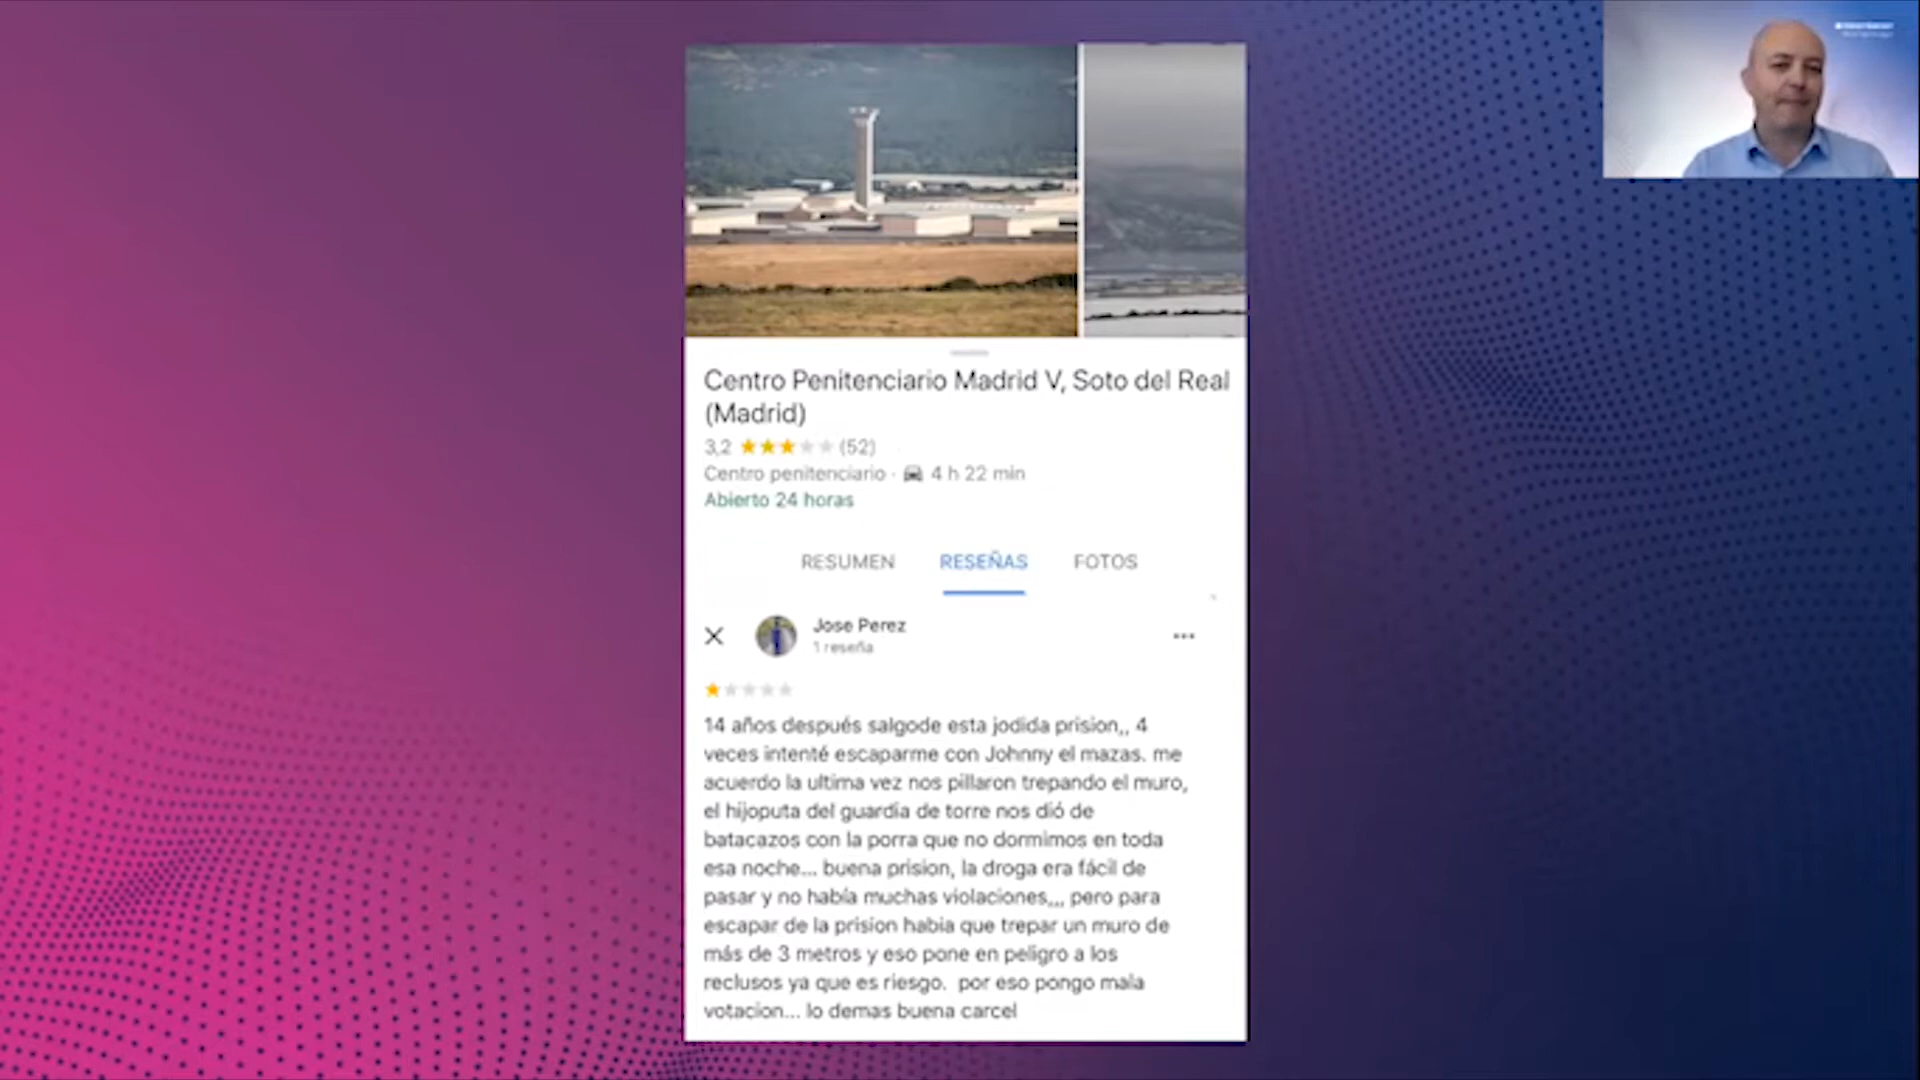 Centro Penitenciario Madrid V, Soto del Real
(Madrid)
3,2 (52)
Centro penitenciario · 4 h 22 min
Abierto 24 horas
RESUMEN RESEÑAS FOTOS
Jose Perez
1 reseña
14 años después salgode esta jodida prision,, 4
veces intenté escaparme con Johnny el mazas. me
acuerdo la ultima vez nos pillaron trepando el muro,
el hijoputa del guardia de torre nos dió de
batacazos con la porra que no dormimos en toda
esa noche... buena prision, la droga era fácil de
pasar y no había muchas violaciones,,, pero para
escapar de la prision habia que trepar un muro de
más de 3 metros y eso pone en peligro a los
reclusos ya que es riesgo. por eso pongo mala
votacion... lo demas buena carcel